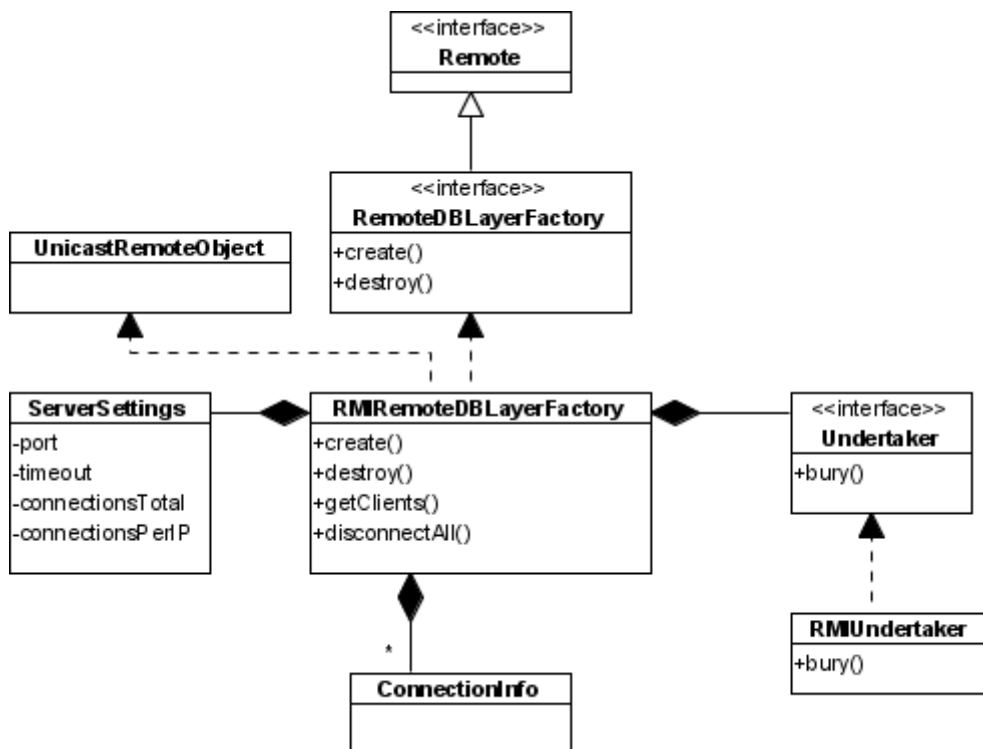 <<interface>>
Remote
<<interface>>
RemoteDBLayerFactory
+create()
+destroy()
UnicastRemoteObject
ServerSettings
-port
-timeout
-connectionsTotal
-connectionsPerIP
RMIRemoteDBLayerFactory
+create()
+destroy()
+getClients()
+disconnectAll()
<<interface>>
Undertaker
+bury()
RMIUndertaker
+bury()
*
ConnectionInfo